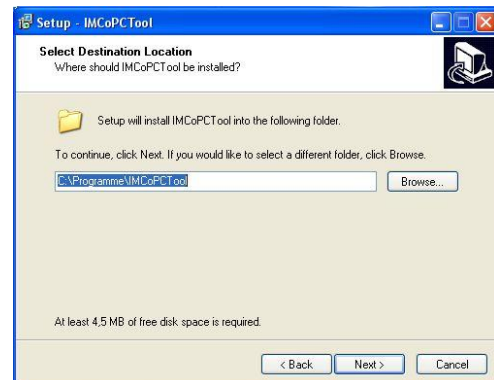 Setup - IMCoPCTool
Select Destination Location
Where should IMCoPCTool be installed?
Setup will install IMCoPCTool into the following folder.
To continue, click Next. If you would like to select a different folder, click Browse.
C:\Programme\IMCoPCTool
Browse...
At least 4,5 MB of free disk space is required.
< Back
Next >
Cancel